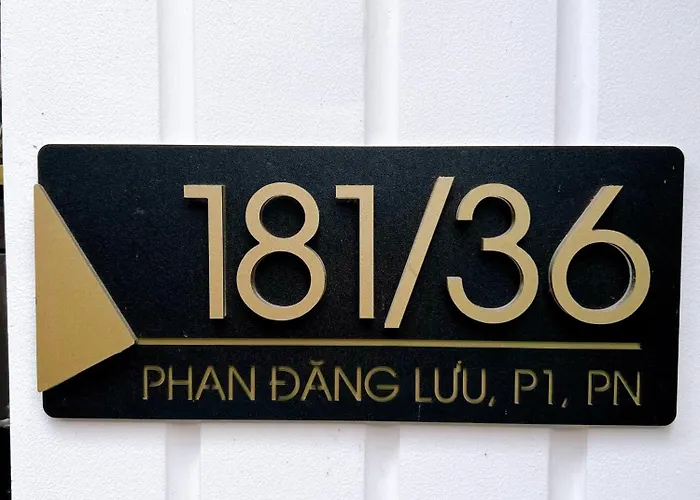 181/36
PHAN ĐĂNG LƯU, P1, PN